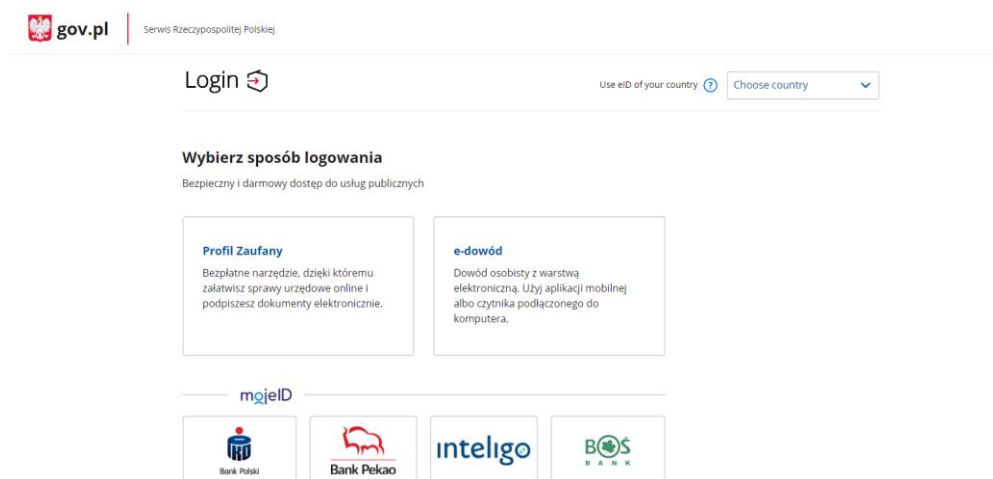 gov.pl
Serwis Rzeczypospolitej Polskiej
Login
Use eID of your country ?
Choose country
Wybierz sposób logowania
Bezpieczny i darmowy dostęp do usług publicznych
Profil Zaufany
Bezpłatne narzędzie, dzięki któremu
załatwisz sprawy urzędowe online i
podpiszesz dokumenty elektronicznie.
e-dowód
Dowód osobisty z warstwą
elektroniczną. Użyj aplikacji mobilnej
albo czytnika podłączonego do
komputera.
mojeID
Bank Polski
Bank Pekao
inteligo
BOŚ
BANK